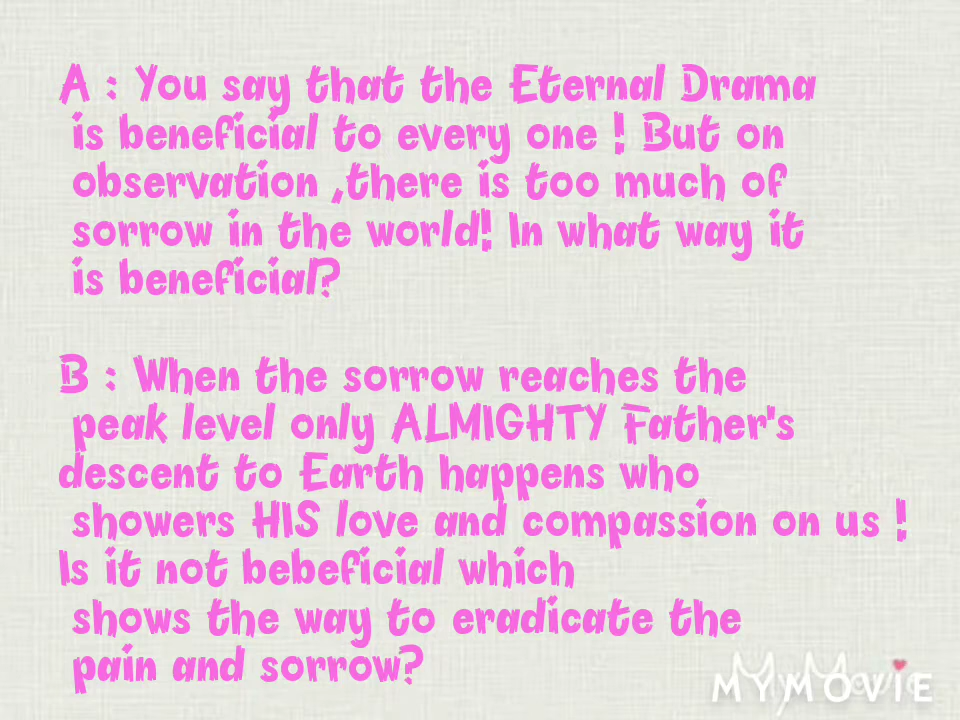 A : You say that the Eternal Drama
is beneficial to every one ! But on
observation ,there is too much of
sorrow in the world! In what way it
is beneficial?
B : When the sorrow reaches the
peak level only ALMIGHTY Father's
descent to Earth happens who
showers HIS love and compassion on us !
Is it not bebeficial which
shows the way to eradicate the
pain and sorrow?
MYMOVIE